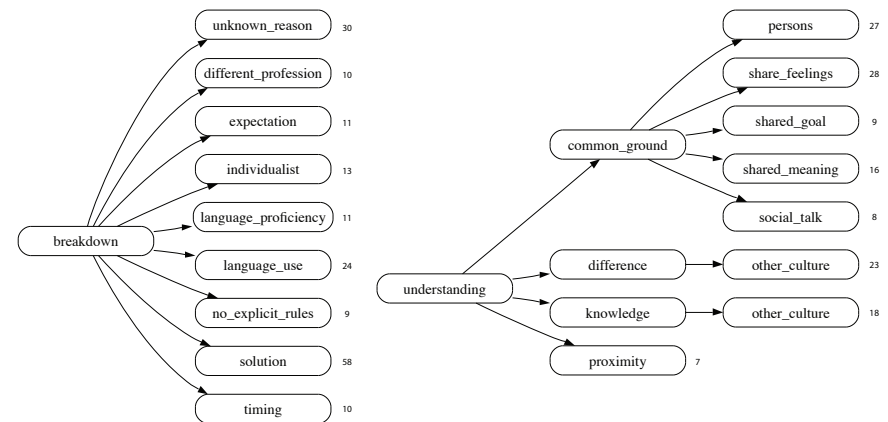 unknown_reason 30
different_profession 10
expectation 11
individualist 13
language_proficiency 11
breakdown
language_use 24
no_explicit_rules 9
solution 58
timing 10
persons 27
share_feelings 28
shared_goal 9
common_ground
shared_meaning 16
social_talk 8
difference
other_culture 23
understanding
knowledge
other_culture 18
proximity 7